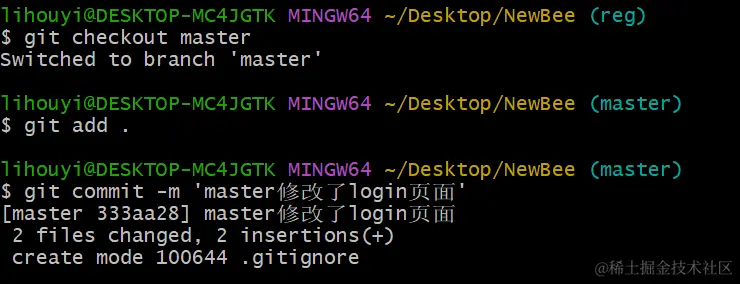 lihouyi@DESKTOP-MC4JGTK MINGW64 ~/Desktop/NewBee (reg)
$ git checkout master
Switched to branch 'master'
lihouyi@DESKTOP-MC4JGTK MINGW64 ~/Desktop/NewBee (master)
$ git add .
lihouyi@DESKTOP-MC4JGTK MINGW64 ~/Desktop/NewBee (master)
$ git commit -m 'master修改了login页面'
[master 333aa28] master修改了login页面
 2 files changed, 2 insertions(+)
 create mode 100644 .gitignore
@稀土掘金技术社区